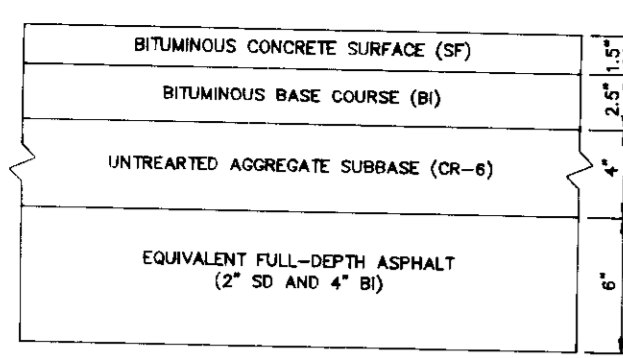 BITUMINOUS CONCRETE SURFACE (SF)
1.5"
BITUMINOUS BASE COURSE (BI)
2.5"
UNTREARTED AGGREGATE SUBBASE (CR-6)
4"
EQUIVALENT FULL-DEPTH ASPHALT
(2" SD AND 4" BI)
6"